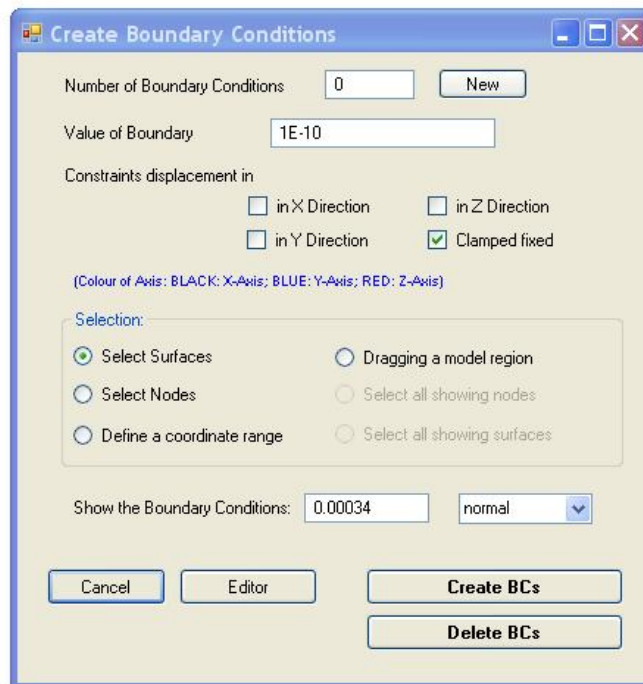 Create Boundary Conditions
Number of Boundary Conditions 0 New
Value of Boundary 1E-10
Constraints displacement in
in X Direction in Z Direction
in Y Direction Clamped fixed
(Colour of Axis: BLACK: X-Axis; BLUE: Y-Axis; RED: Z-Axis)
Selection:
Select Surfaces Dragging a model region
Select Nodes Select all showing nodes
Define a coordinate range Select all showing surfaces
Show the Boundary Conditions: 0.00034 normal
Cancel Editor Create BCs
Delete BCs